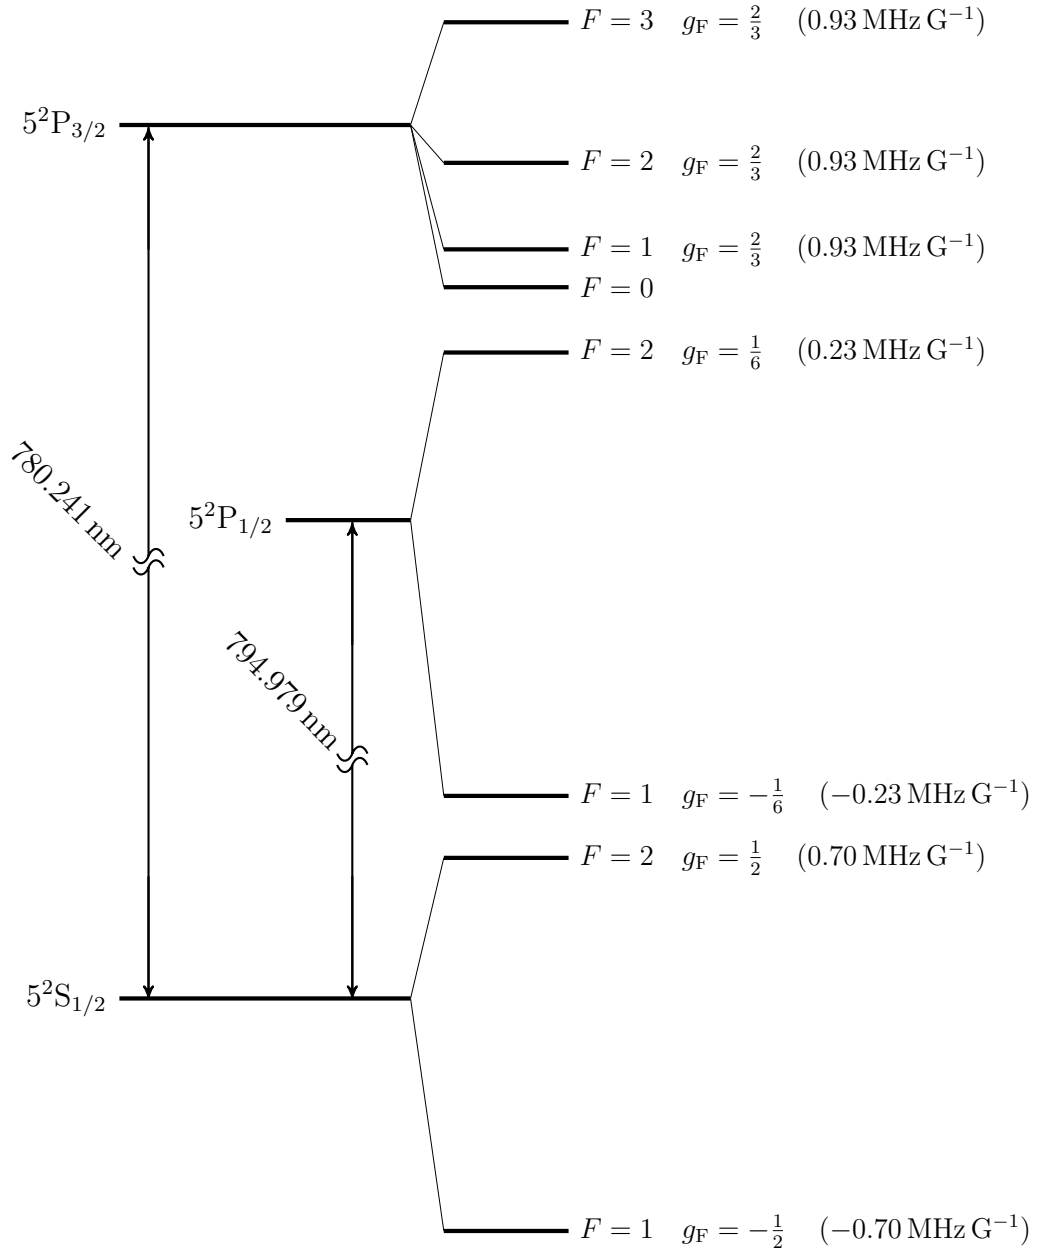 F = 3 g_F = 2/3 (0.93 MHz G⁻¹)
5²P₃/₂
F = 2 g_F = 2/3 (0.93 MHz G⁻¹)
F = 1 g_F = 2/3 (0.93 MHz G⁻¹)
F = 0
F = 2 g_F = 1/6 (0.23 MHz G⁻¹)
780.241 nm
5²P₁/₂
794.979 nm
F = 1 g_F = −1/6 (−0.23 MHz G⁻¹)
F = 2 g_F = 1/2 (0.70 MHz G⁻¹)
5²S₁/₂
F = 1 g_F = −1/2 (−0.70 MHz G⁻¹)